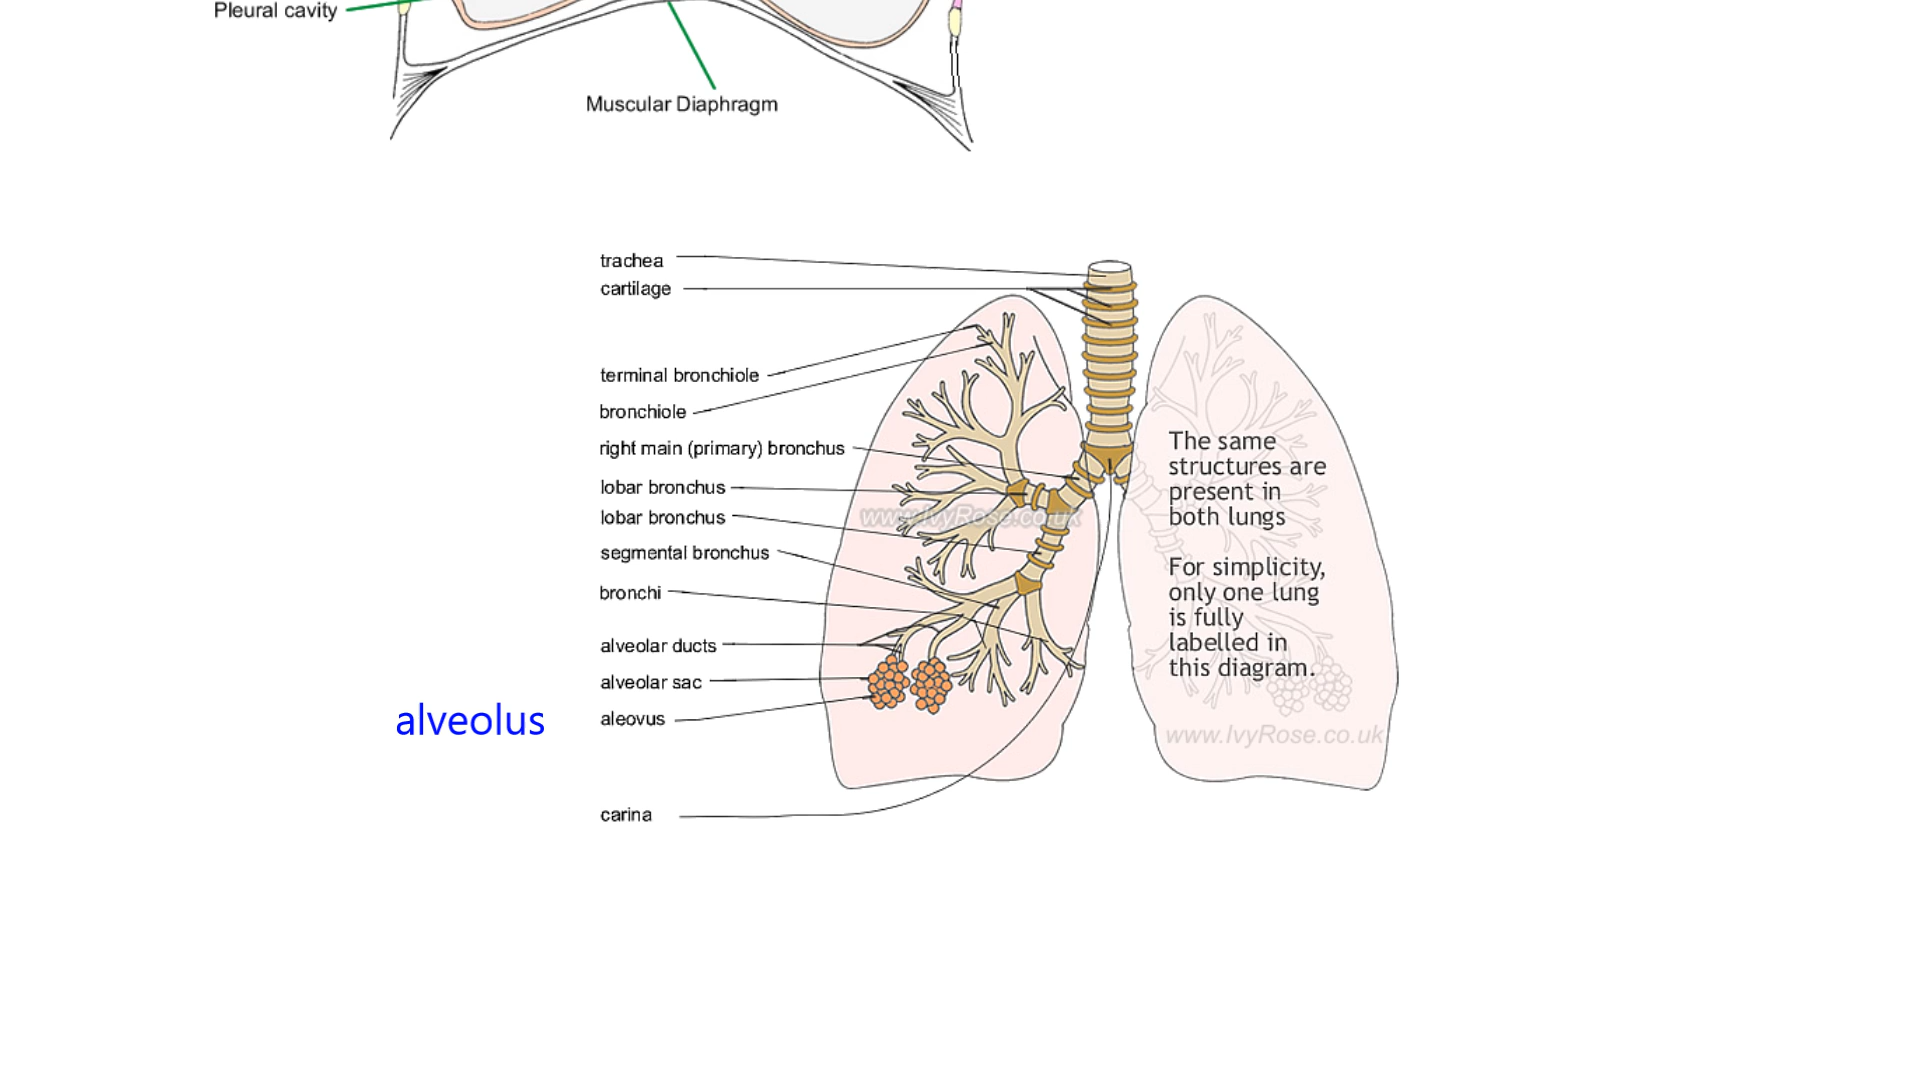 Pleural cavity
Muscular Diaphragm
trachea
cartilage
terminal bronchiole
bronchiole
right main (primary) bronchus
lobar bronchus
lobar bronchus
segmental bronchus
bronchi
alveolar ducts
alveolar sac
aleovus
alveolus
carina
www.IvyRose.co.uk
The same
structures are
present in
both lungs
For simplicity,
only one lung
is fully
labelled in
this diagram.
www.IvyRose.co.uk